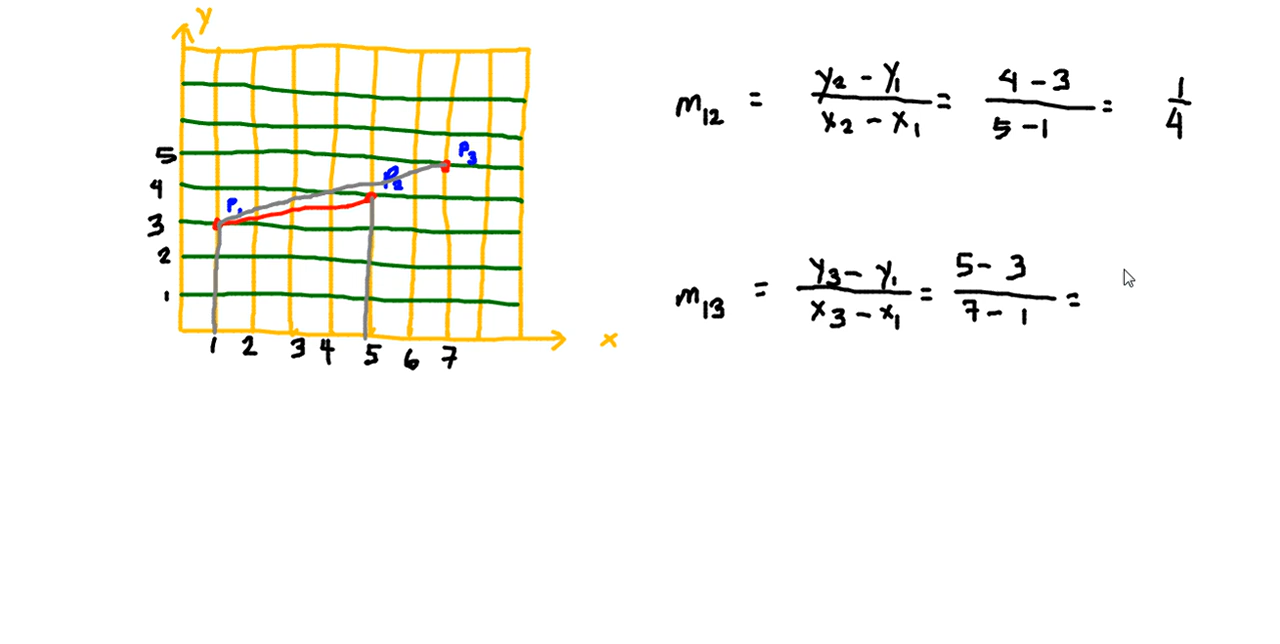 y
5
4
3
2
1
P₁
P₂
P₃
1 2 3 4 5 6 7
x
m₁₂ = (y₂ - y₁)/(x₂ - x₁) = (4 - 3)/(5 - 1) = 1/4
m₁₃ = (y₃ - y₁)/(x₃ - x₁) = (5 - 3)/(7 - 1) =